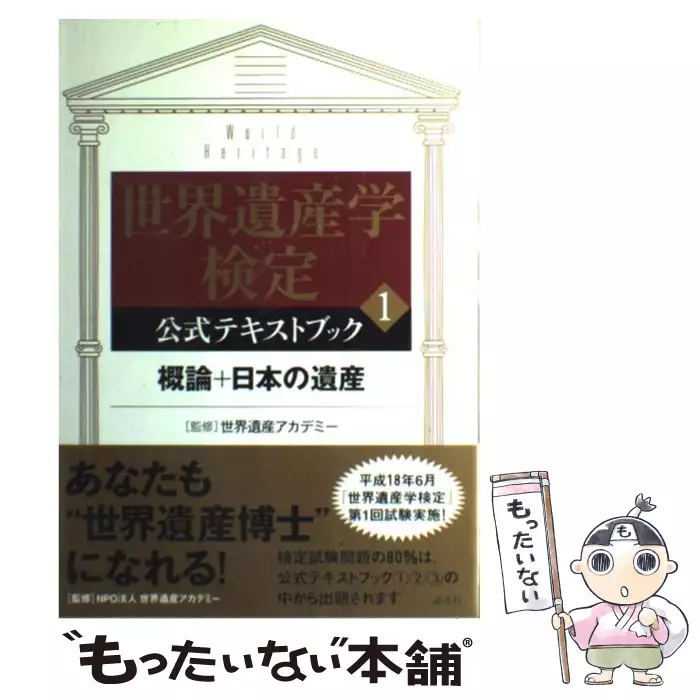 World
Heritage
世界遺産学
検定
公式テキストブック
1
概論+日本の遺産
[監修]世界遺産アカデミー
あなたも
“世界遺産博士”
になれる!
平成18年6月
「世界遺産学検定」
第1回試験実施!
検定試験問題の80%は、
公式テキストブック①/②/③の
中から出題されます
[監修]NPO法人 世界遺産アカデミー
講談社
も
もったいない
“もったいない本舗®